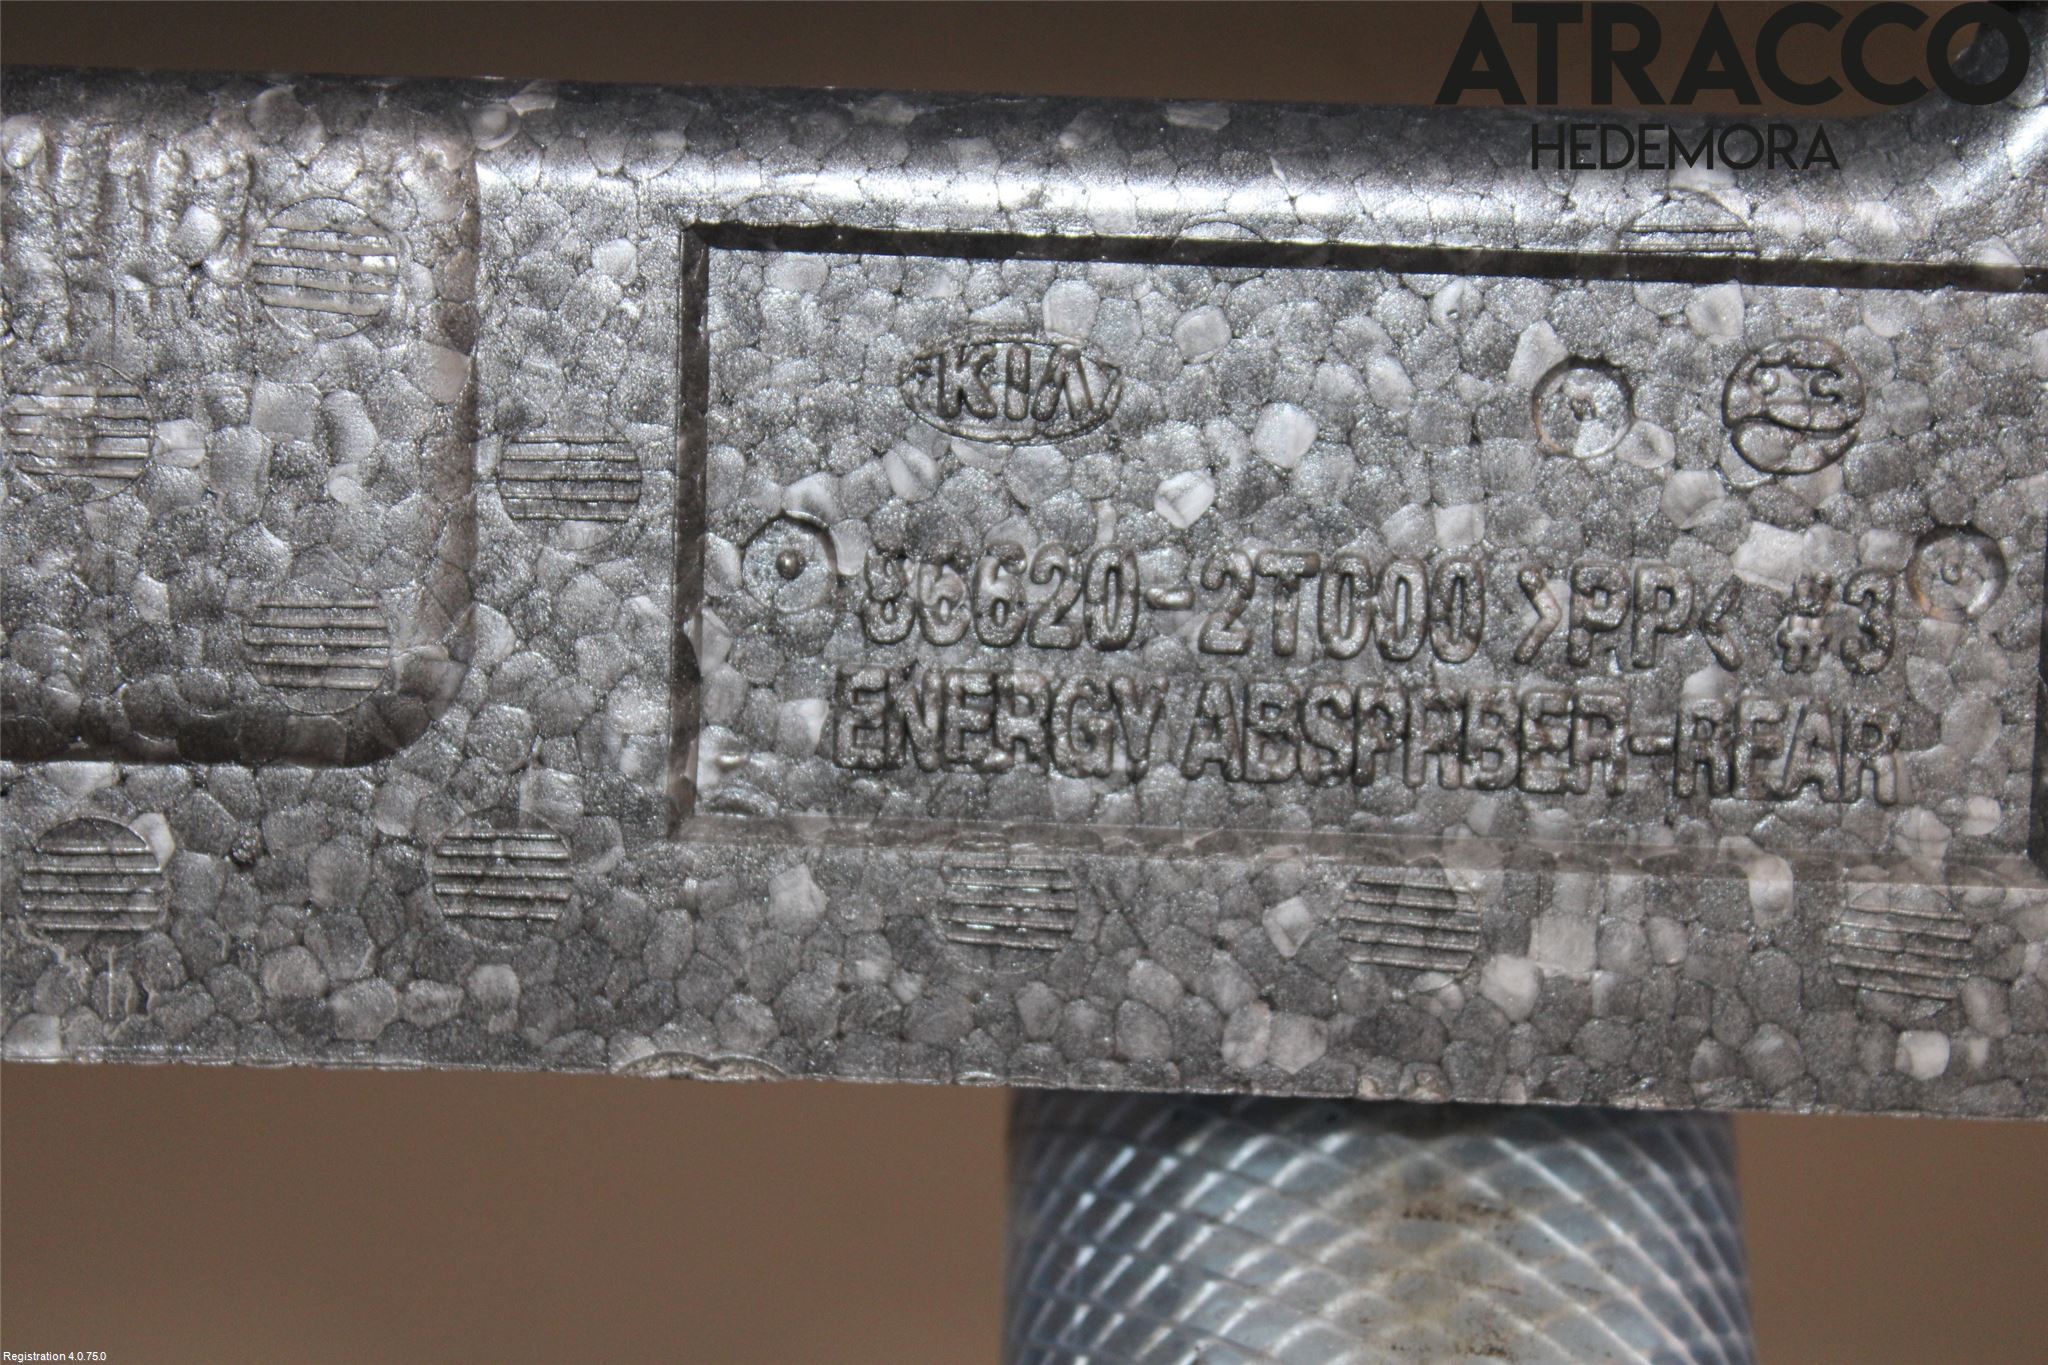 ATRACCO
HEDEMORA
KIA
86620-2T000 >PP< #3
ENERGY ABSORBER-REAR
Registration 4.0.75.0